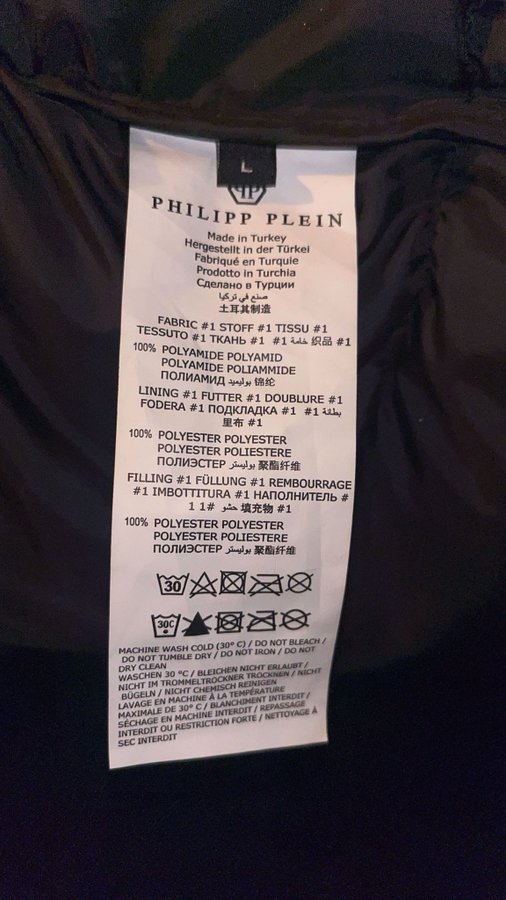 L
PHILIPP PLEIN
Made in Turkey
Hergestellt in der Türkei
Fabriqué en Turquie
Prodotto in Turchia
Сделано в Турции
صنع في تركيا
土耳其制造
FABRIC #1 STOFF #1 TISSU #1
TESSUTO #1 ТКАНЬ #1 #1 خامة 织品 #1
100% POLYAMIDE POLYAMID
POLYAMIDE POLIAMMIDE
ПОЛИАМИД بوليميد 锦纶
LINING #1 FUTTER #1 DOUBLURE #1
FODERA #1 ПОДКЛАДКА #1 #1 بطانة
里布 #1
100% POLYESTER POLYESTER
POLYESTER POLIESTERE
ПОЛИЭСТЕР بوليستر 聚酯纤维
FILLING #1 FÜLLUNG #1 REMBOURRAGE
#1 IMBOTTITURA #1 НАПОЛНИТЕЛЬ #
1 1# حشو 填充物 #1
100% POLYESTER POLYESTER
POLYESTER POLIESTERE
ПОЛИЭСТЕР بوليستر 聚酯纤维
30
30C
MACHINE WASH COLD (30º C) / DO NOT BLEACH /
DO NOT TUMBLE DRY / DO NOT IRON / DO NOT
DRY CLEAN
WASCHEN 30 ºC / BLEICHEN NICHT ERLAUBT /
NICHT IM TROMMELTROCKNER TROCKNEN / NICHT
BÜGELN / NICHT CHEMISCH REINIGEN
LAVAGE EN MACHINE À LA TEMPÉRATURE
MAXIMALE DE 30º C / BLANCHIMENT INTERDIT /
SÉCHAGE EN MACHINE INTERDIT / REPASSAGE
INTERDIT OU RESTRICTION FORTE / NETTOYAGE À
SEC INTERDIT